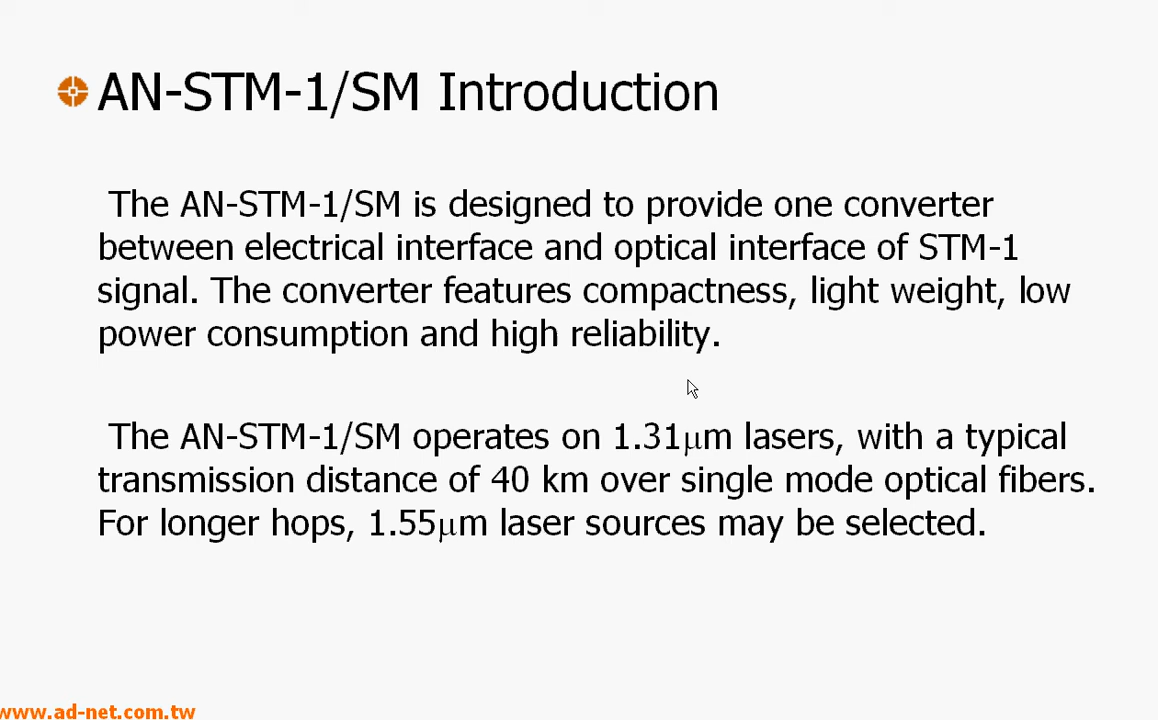 AN-STM-1/SM Introduction
The AN-STM-1/SM is designed to provide one converter
between electrical interface and optical interface of STM-1
signal. The converter features compactness, light weight, low
power consumption and high reliability.
The AN-STM-1/SM operates on 1.31μm lasers, with a typical
transmission distance of 40 km over single mode optical fibers.
For longer hops, 1.55μm laser sources may be selected.
www.ad-net.com.tw